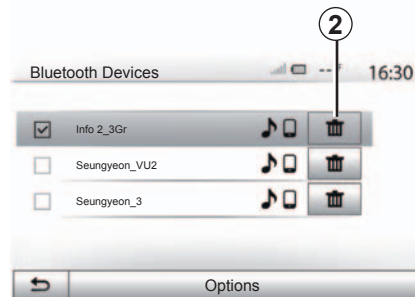 2
Bluetooth Devices -- ° 16:30
Info 2_3Gr
Seungyeon_VU2
Seungyeon_3
Options